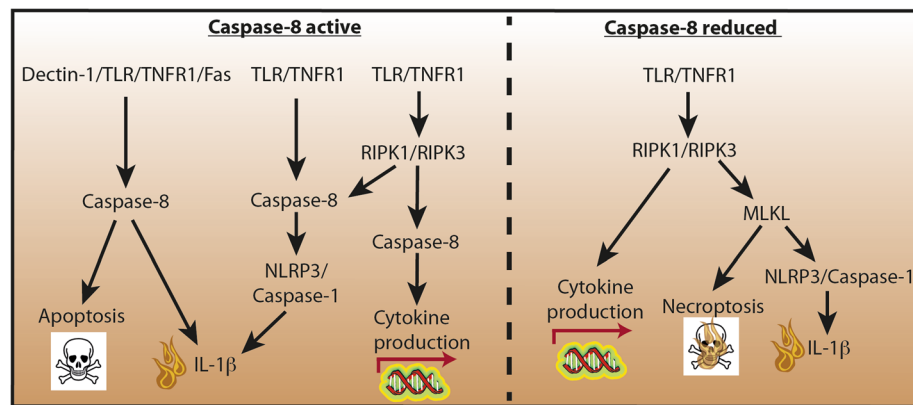 Caspase-8 active
Dectin-1/TLR/TNFR1/Fas
TLR/TNFR1
TLR/TNFR1
RIPK1/RIPK3
Caspase-8
Caspase-8
Caspase-8
NLRP3/
Caspase-1
Apoptosis
IL-1β
Cytokine
production
Caspase-8 reduced
TLR/TNFR1
RIPK1/RIPK3
MLKL
NLRP3/Caspase-1
Cytokine
production
Necroptosis
IL-1β